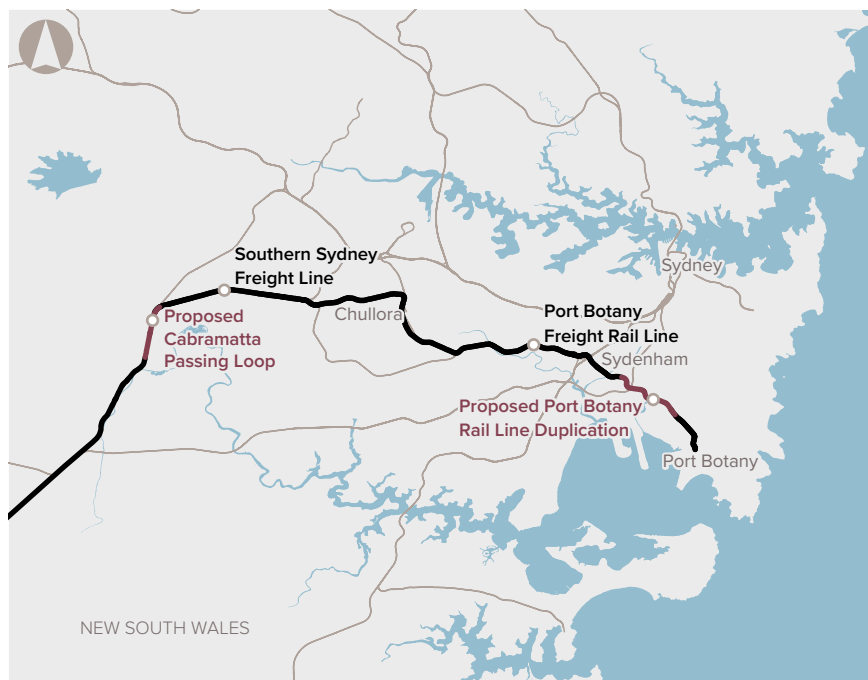 Southern Sydney
Freight Line
Sydney
Proposed
Cabramatta
Passing Loop
Chullora
Port Botany
Freight Rail Line
Sydenham
Proposed Port Botany
Rail Line Duplication
Port Botany
NEW SOUTH WALES